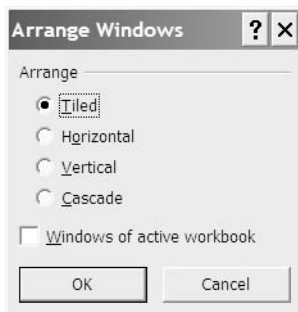 Arrange Windows ? ×
Arrange
Tiled
Horizontal
Vertical
Cascade
Windows of active workbook
OK Cancel